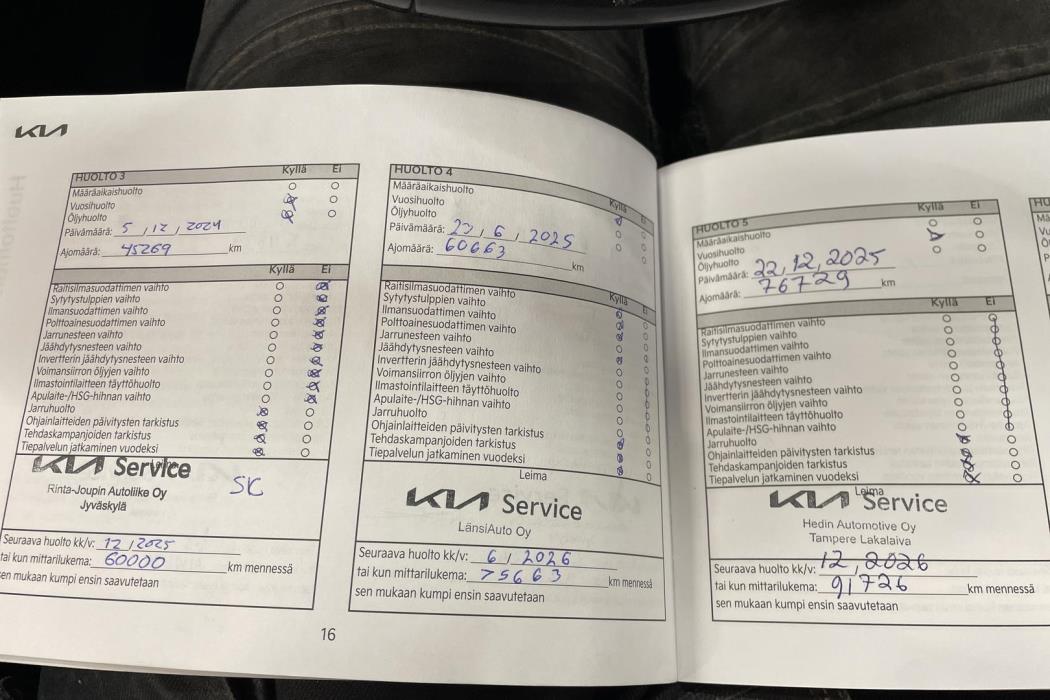 KIA
HUOLTO 3 Kyllä Ei
Määräaikaishuolto
Vuosihuolto
Öljyhuolto
Päivämäärä: 5 / 12 / 2024
Ajomäärä: 45269 km
Kyllä Ei
Raitisilmasuodattimen vaihto
Sytytystulppien vaihto
Ilmansuodattimen vaihto
Polttoainesuodattimen vaihto
Jarrunesteen vaihto
Jäähdytysnesteen vaihto
Invertterin jäähdytysnesteen vaihto
Voimansiirron öljyjen vaihto
Ilmastointilaitteen täyttöhuolto
Apulaite-/HSG-hihnan vaihto
Jarruhuolto
Ohjainlaitteiden päivitysten tarkistus
Tehdaskampanjoiden tarkistus
Tiepalvelun jatkaminen vuodeksi
KIA Service
Rinta-Joupin Autoliike Oy
Jyväskylä
SK
Seuraava huolto kk/v: 12 / 2025
tai kun mittarilukema: 60000 km mennessä
sen mukaan kumpi ensin saavutetaan
HUOLTO 4 Kyllä Ei
Määräaikaishuolto
Vuosihuolto
Öljyhuolto
Päivämäärä: 23 / 6 / 2025
Ajomäärä: 60663 km
Kyllä Ei
Raitisilmasuodattimen vaihto
Sytytystulppien vaihto
Ilmansuodattimen vaihto
Polttoainesuodattimen vaihto
Jarrunesteen vaihto
Jäähdytysnesteen vaihto
Invertterin jäähdytysnesteen vaihto
Voimansiirron öljyjen vaihto
Ilmastointilaitteen täyttöhuolto
Apulaite-/HSG-hihnan vaihto
Jarruhuolto
Ohjainlaitteiden päivitysten tarkistus
Tehdaskampanjoiden tarkistus
Tiepalvelun jatkaminen vuodeksi
Leima
KIA Service
LänsiAuto Oy
Seuraava huolto kk/v: 6 / 2026
tai kun mittarilukema: 75663 km mennessä
sen mukaan kumpi ensin saavutetaan
16
HUOLTO 5 Kyllä Ei
Määräaikaishuolto
Vuosihuolto
Öljyhuolto
Päivämäärä: 22, 12, 2025
Ajomäärä: 76729 km
Kyllä Ei
Raitisilmasuodattimen vaihto
Sytytystulppien vaihto
Ilmansuodattimen vaihto
Polttoainesuodattimen vaihto
Jarrunesteen vaihto
Jäähdytysnesteen vaihto
Invertterin jäähdytysnesteen vaihto
Voimansiirron öljyjen vaihto
Ilmastointilaitteen täyttöhuolto
Apulaite-/HSG-hihnan vaihto
Jarruhuolto
Ohjainlaitteiden päivitysten tarkistus
Tehdaskampanjoiden tarkistus
Tiepalvelun jatkaminen vuodeksi
Leima
KIA Service
Hedin Automotive Oy
Tampere Lakalaiva
Seuraava huolto kk/v: 12, 2026
tai kun mittarilukema: 91726 km mennessä
sen mukaan kumpi ensin saavutetaan